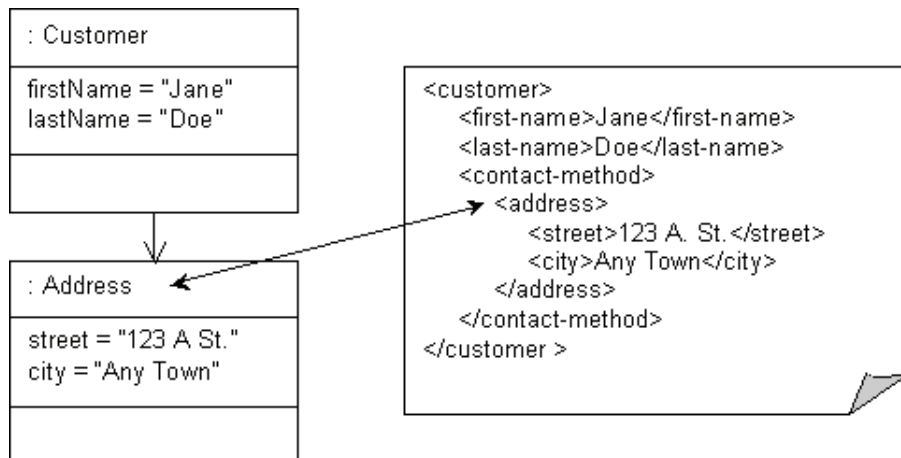 : Customer
firstName = "Jane"
lastName = "Doe"
: Address
street = "123 A St."
city = "Any Town"
<customer>
<first-name>Jane</first-name>
<last-name>Doe</last-name>
<contact-method>
<address>
<street>123 A. St.</street>
<city>Any Town</city>
</address>
</contact-method>
</customer >